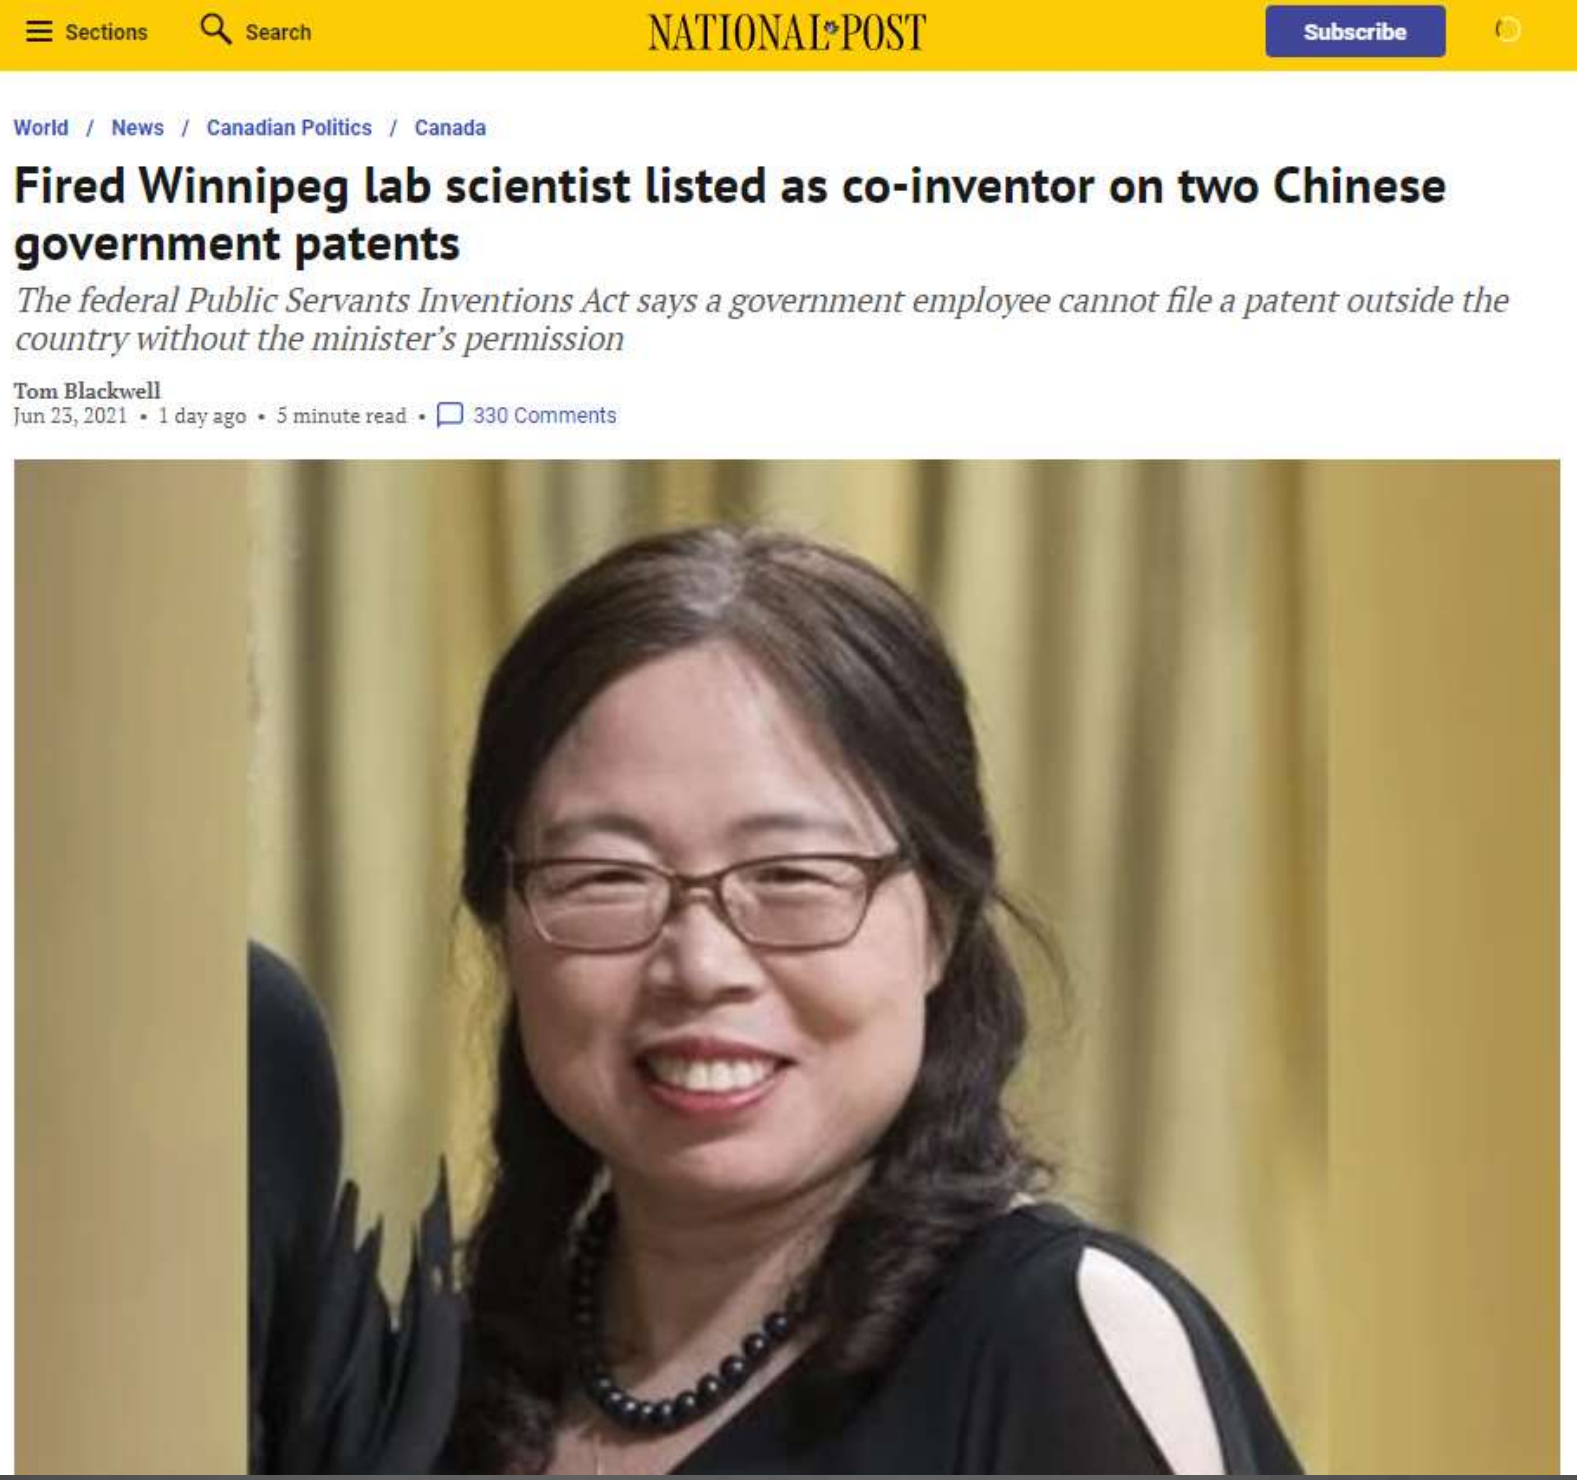 Sections Search NATIONAL POST Subscribe
World / News / Canadian Politics / Canada
Fired Winnipeg lab scientist listed as co-inventor on two Chinese
government patents
The federal Public Servants Inventions Act says a government employee cannot file a patent outside the
country without the minister's permission
Tom Blackwell
Jun 23, 2021 • 1 day ago • 5 minute read • 330 Comments